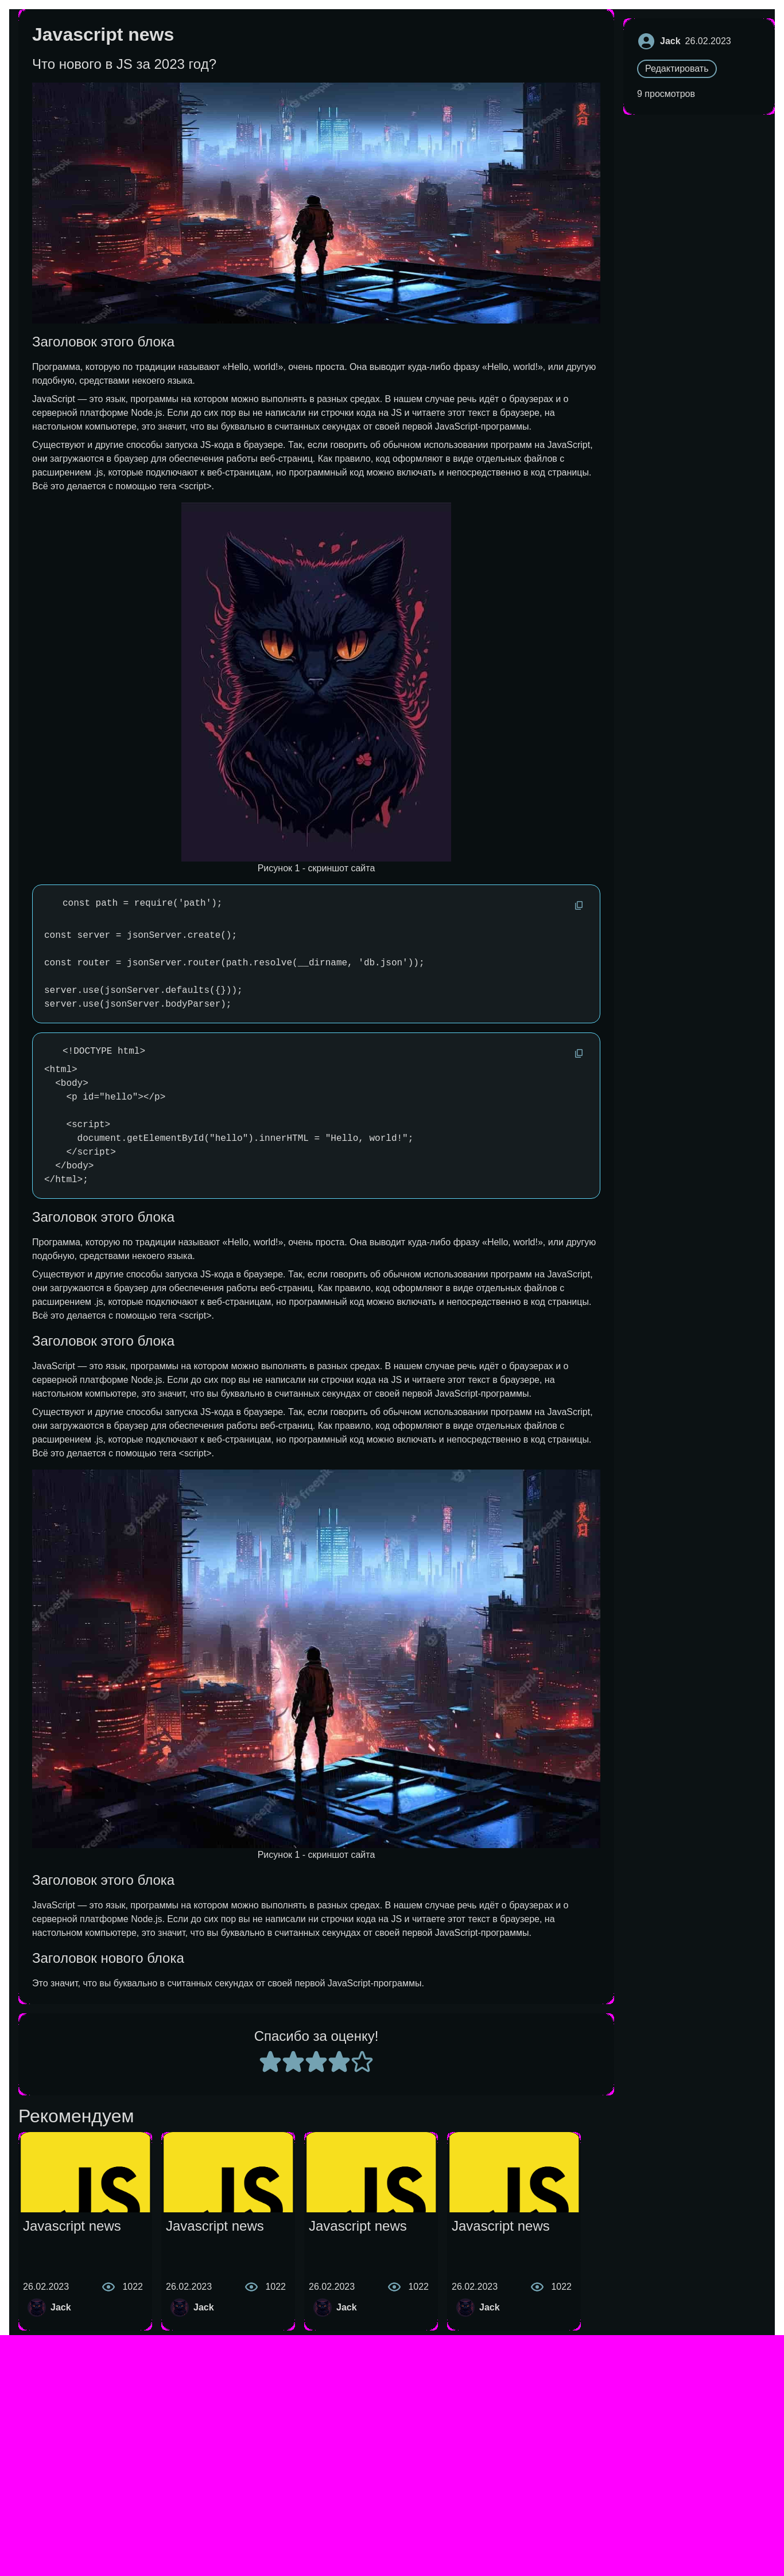 Javascript news
Что нового в JS за 2023 год?
Jack 26.02.2023
Редактировать
9 просмотров
Заголовок этого блока
Программа, которую по традиции называют «Hello, world!», очень проста. Она выводит куда-либо фразу «Hello, world!», или другую
подобную, средствами некоего языка.
JavaScript — это язык, программы на котором можно выполнять в разных средах. В нашем случае речь идёт о браузерах и о
серверной платформе Node.js. Если до сих пор вы не написали ни строчки кода на JS и читаете этот текст в браузере, на
настольном компьютере, это значит, что вы буквально в считанных секундах от своей первой JavaScript-программы.
Существуют и другие способы запуска JS-кода в браузере. Так, если говорить об обычном использовании программ на JavaScript,
они загружаются в браузер для обеспечения работы веб-страниц. Как правило, код оформляют в виде отдельных файлов с
расширением .js, которые подключают к веб-страницам, но программный код можно включать и непосредственно в код страницы.
Всё это делается с помощью тега <script>.
Рисунок 1 - скриншот сайта
const path = require('path');
const server = jsonServer.create();
const router = jsonServer.router(path.resolve(__dirname, 'db.json'));
server.use(jsonServer.defaults({}));
server.use(jsonServer.bodyParser);
<!DOCTYPE html>
<html>
<body>
<p id="hello"></p>
<script>
document.getElementById("hello").innerHTML = "Hello, world!";
</script>
</body>
</html>;
Заголовок этого блока
Программа, которую по традиции называют «Hello, world!», очень проста. Она выводит куда-либо фразу «Hello, world!», или другую
подобную, средствами некоего языка.
Существуют и другие способы запуска JS-кода в браузере. Так, если говорить об обычном использовании программ на JavaScript,
они загружаются в браузер для обеспечения работы веб-страниц. Как правило, код оформляют в виде отдельных файлов с
расширением .js, которые подключают к веб-страницам, но программный код можно включать и непосредственно в код страницы.
Всё это делается с помощью тега <script>.
Заголовок этого блока
JavaScript — это язык, программы на котором можно выполнять в разных средах. В нашем случае речь идёт о браузерах и о
серверной платформе Node.js. Если до сих пор вы не написали ни строчки кода на JS и читаете этот текст в браузере, на
настольном компьютере, это значит, что вы буквально в считанных секундах от своей первой JavaScript-программы.
Существуют и другие способы запуска JS-кода в браузере. Так, если говорить об обычном использовании программ на JavaScript,
они загружаются в браузер для обеспечения работы веб-страниц. Как правило, код оформляют в виде отдельных файлов с
расширением .js, которые подключают к веб-страницам, но программный код можно включать и непосредственно в код страницы.
Всё это делается с помощью тега <script>.
Рисунок 1 - скриншот сайта
Заголовок этого блока
JavaScript — это язык, программы на котором можно выполнять в разных средах. В нашем случае речь идёт о браузерах и о
серверной платформе Node.js. Если до сих пор вы не написали ни строчки кода на JS и читаете этот текст в браузере, на
настольном компьютере, это значит, что вы буквально в считанных секундах от своей первой JavaScript-программы.
Заголовок нового блока
Это значит, что вы буквально в считанных секундах от своей первой JavaScript-программы.
Спасибо за оценку!
Рекомендуем
JS JS JS JS
Javascript news Javascript news Javascript news Javascript news
26.02.2023 1022 26.02.2023 1022 26.02.2023 1022 26.02.2023 1022
Jack Jack Jack Jack